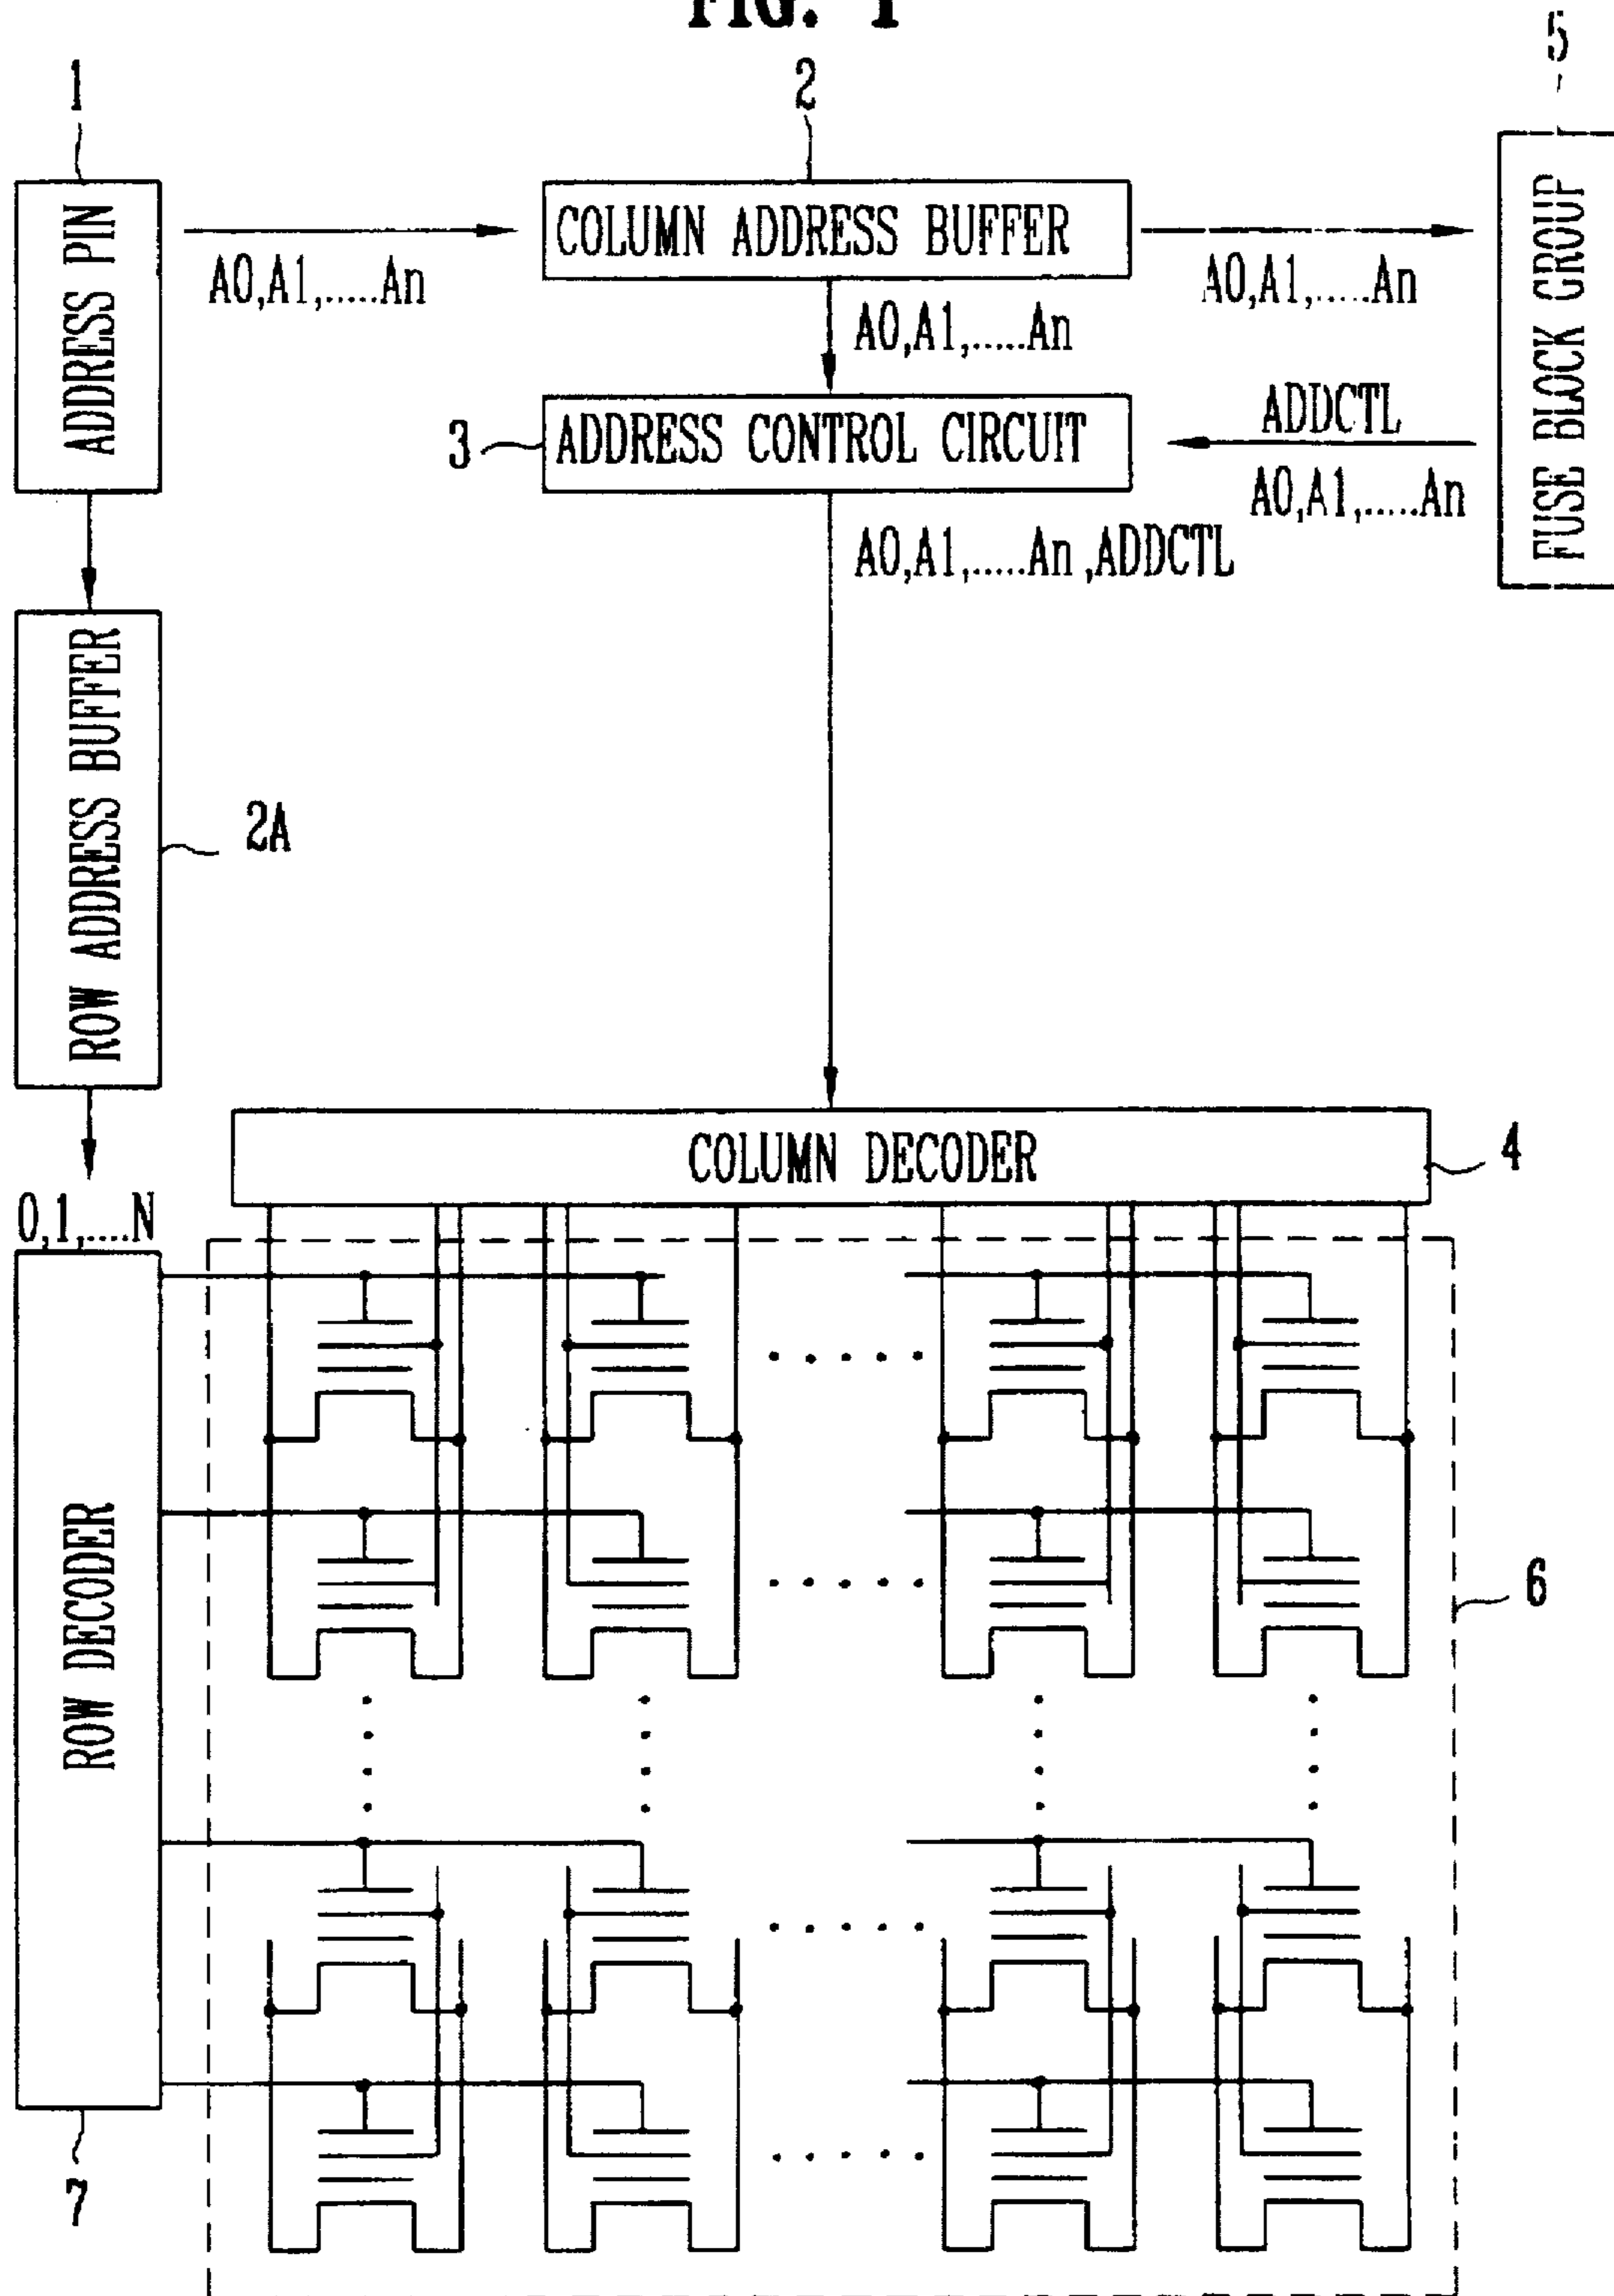 FIG. 1
1
2
5
ADDRESS PIN
A0,A1,.....An
COLUMN ADDRESS BUFFER
A0,A1,.....An
FUSE BLOCK GROUP
A0,A1,.....An
3
ADDRESS CONTROL CIRCUIT
ADDCTL
A0,A1,.....An
A0,A1,.....An ,ADDCTL
ROW ADDRESS BUFFER
2A
COLUMN DECODER
4
0,1,....N
ROW DECODER
6
7